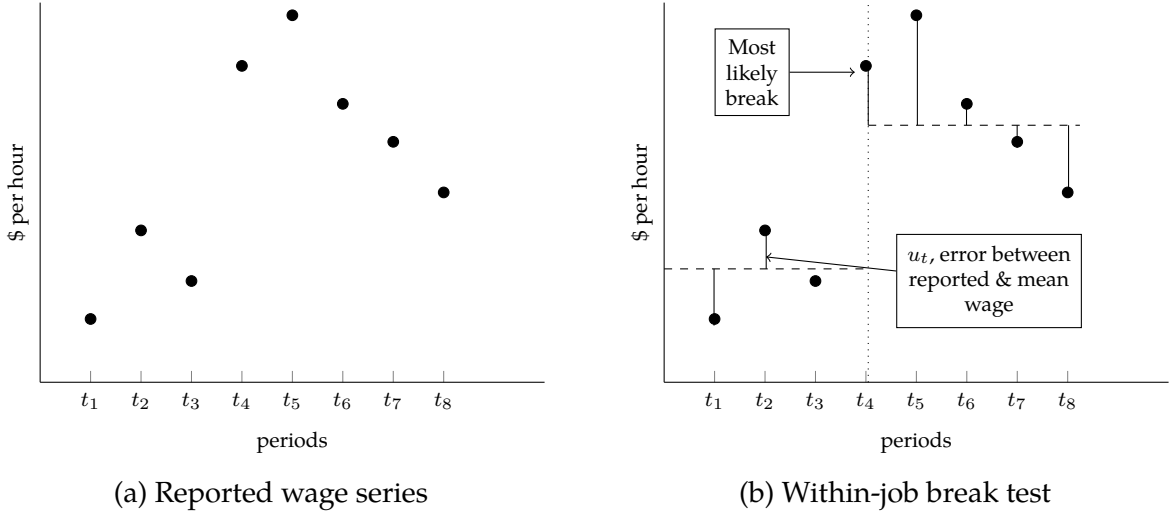 $ per hour
t1 t2 t3 t4 t5 t6 t7 t8
periods
(a) Reported wage series
Most
likely
break
$ per hour
ut, error between
reported & mean
wage
t1 t2 t3 t4 t5 t6 t7 t8
periods
(b) Within-job break test